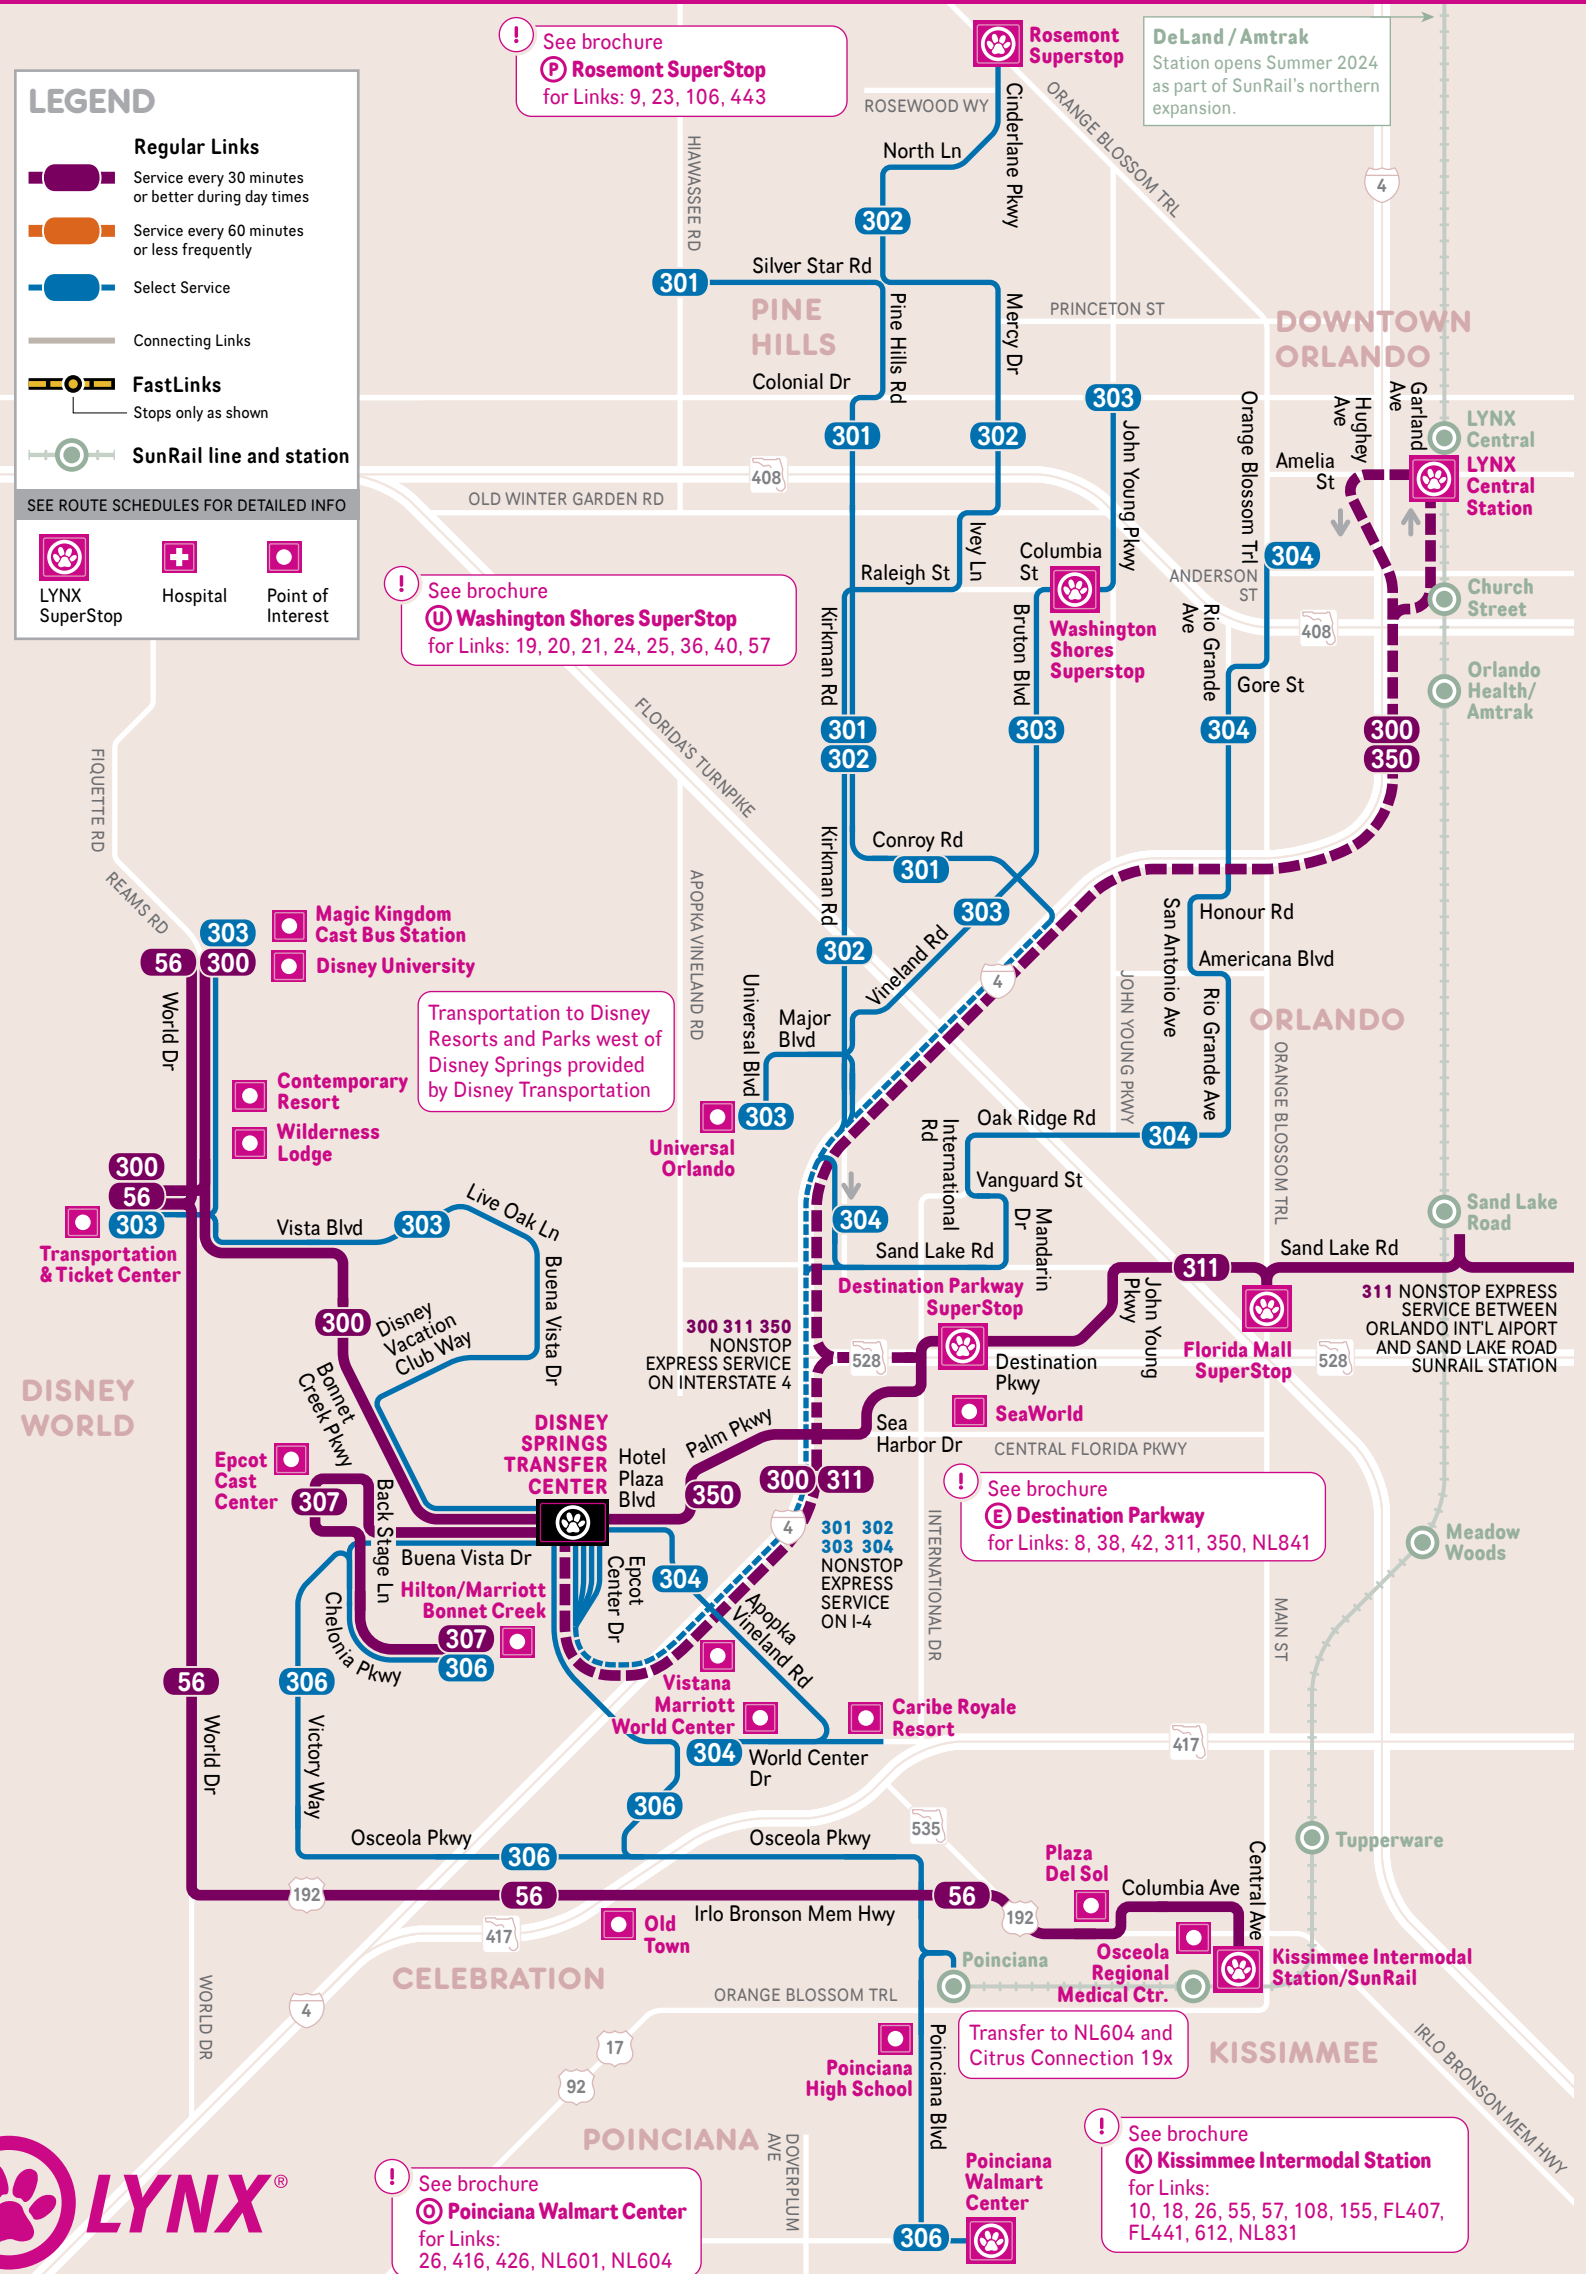 LEGEND
Regular Links
Service every 30 minutes
or better during day times
Service every 60 minutes
or less frequently
Select Service
Connecting Links
FastLinks
Stops only as shown
SunRail line and station
SEE ROUTE SCHEDULES FOR DETAILED INFO
LYNX
SuperStop
Hospital
Point of
Interest
!
See brochure
P Rosemont SuperStop
for Links: 9, 23, 106, 443
Rosemont
Superstop
DeLand / Amtrak
Station opens Summer 2024
as part of SunRail's northern
expansion.
ROSEWOOD WY
Cinderlane Pkwy
ORANGE BLOSSOM TRL
HIAWASSEE RD
North Ln
4
302
Silver Star Rd
301
PINE
HILLS
Pine Hills Rd
Mercy Dr
PRINCETON ST
DOWNTOWN
ORLANDO
Colonial Dr
303
Orange Blossom Trl
Hughey
Ave
Garland
Ave
LYNX
Central
301
302
John Young Pkwy
Amelia
St
LYNX
Central
Station
408
OLD WINTER GARDEN RD
Ivey Ln
Columbia
St
304
Raleigh St
ANDERSON
ST
Church
Street
!
See brochure
U Washington Shores SuperStop
for Links: 19, 20, 21, 24, 25, 36, 40, 57
Kirkman Rd
Bruton Blvd
Washington
Shores
Superstop
Rio Grande
Ave
408
Gore St
Orlando
Health/
Amtrak
FLORIDA'S TURNPIKE
301
302
303
304
300
350
FIQUETTE RD
Kirkman Rd
Conroy Rd
301
REAMS RD
APOPKA VINELAND RD
303
San Antonio Ave
Honour Rd
Magic Kingdom
Cast Bus Station
303
56
300
Disney University
302
Vineland Rd
Americana Blvd
4
World Dr
Transportation to Disney
Resorts and Parks west of
Disney Springs provided
by Disney Transportation
Universal Blvd
Major
Blvd
JOHN YOUNG PKWY
Rio Grande Ave
ORLANDO
ORANGE BLOSSOM TRL
Contemporary
Resort
Wilderness
Lodge
Universal
Orlando
303
International
Rd
Oak Ridge Rd
304
300
56
303
Transportation
& Ticket Center
Vista Blvd
303
Live Oak Ln
Vanguard St
304
Mandarin
Dr
Sand Lake
Road
Sand Lake Rd
Sand Lake Rd
Buena Vista Dr
Destination Parkway
SuperStop
311
John Young
Pkwy
300
Disney
Vacation
Club Way
300 311 350
NONSTOP
EXPRESS SERVICE
ON INTERSTATE 4
528
Destination
Pkwy
Florida Mall
SuperStop
528
311 NONSTOP EXPRESS
SERVICE BETWEEN
ORLANDO INT'L AIPORT
AND SAND LAKE ROAD
SUNRAIL STATION
DISNEY
WORLD
Bonnet
Creek Pkwy
SeaWorld
DISNEY
SPRINGS
TRANSFER
CENTER
Hotel
Plaza
Blvd
Palm Pkwy
Sea
Harbor Dr
CENTRAL FLORIDA PKWY
Epcot
Cast
Center
307
Back Stage Ln
350
300
311
!
See brochure
E Destination Parkway
for Links: 8, 38, 42, 311, 350, NL841
4
301 302
303 304
NONSTOP
EXPRESS
SERVICE
ON I-4
INTERNATIONAL DR
Meadow
Woods
Buena Vista Dr
Epcot
Center Dr
304
Hilton/Marriott
Bonnet Creek
Chelonia Pkwy
307
306
Apopka
Vineland Rd
MAIN ST
56
306
Vistana
Marriott
World Center
Caribe Royale
Resort
World Dr
Victory Way
304
World Center
Dr
417
306
535
Osceola Pkwy
306
Osceola Pkwy
Tupperware
Plaza
Del Sol
Central Ave
Columbia Ave
192
56
56
192
Irlo Bronson Mem Hwy
417
Old
Town
Poinciana
Osceola
Regional
Medical Ctr.
Kissimmee Intermodal
Station/SunRail
CELEBRATION
WORLD DR
4
ORANGE BLOSSOM TRL
Transfer to NL604 and
Citrus Connection 19x
KISSIMMEE
IRLO BRONSON MEM HWY
17
92
Poinciana
High School
Poinciana Blvd
POINCIANA
DOVERPLUM
AVE
!
See brochure
K Kissimmee Intermodal Station
for Links:
10, 18, 26, 55, 57, 108, 155, FL407,
FL441, 612, NL831
Poinciana
Walmart
Center
306
!
See brochure
O Poinciana Walmart Center
for Links:
26, 416, 426, NL601, NL604
LYNX®